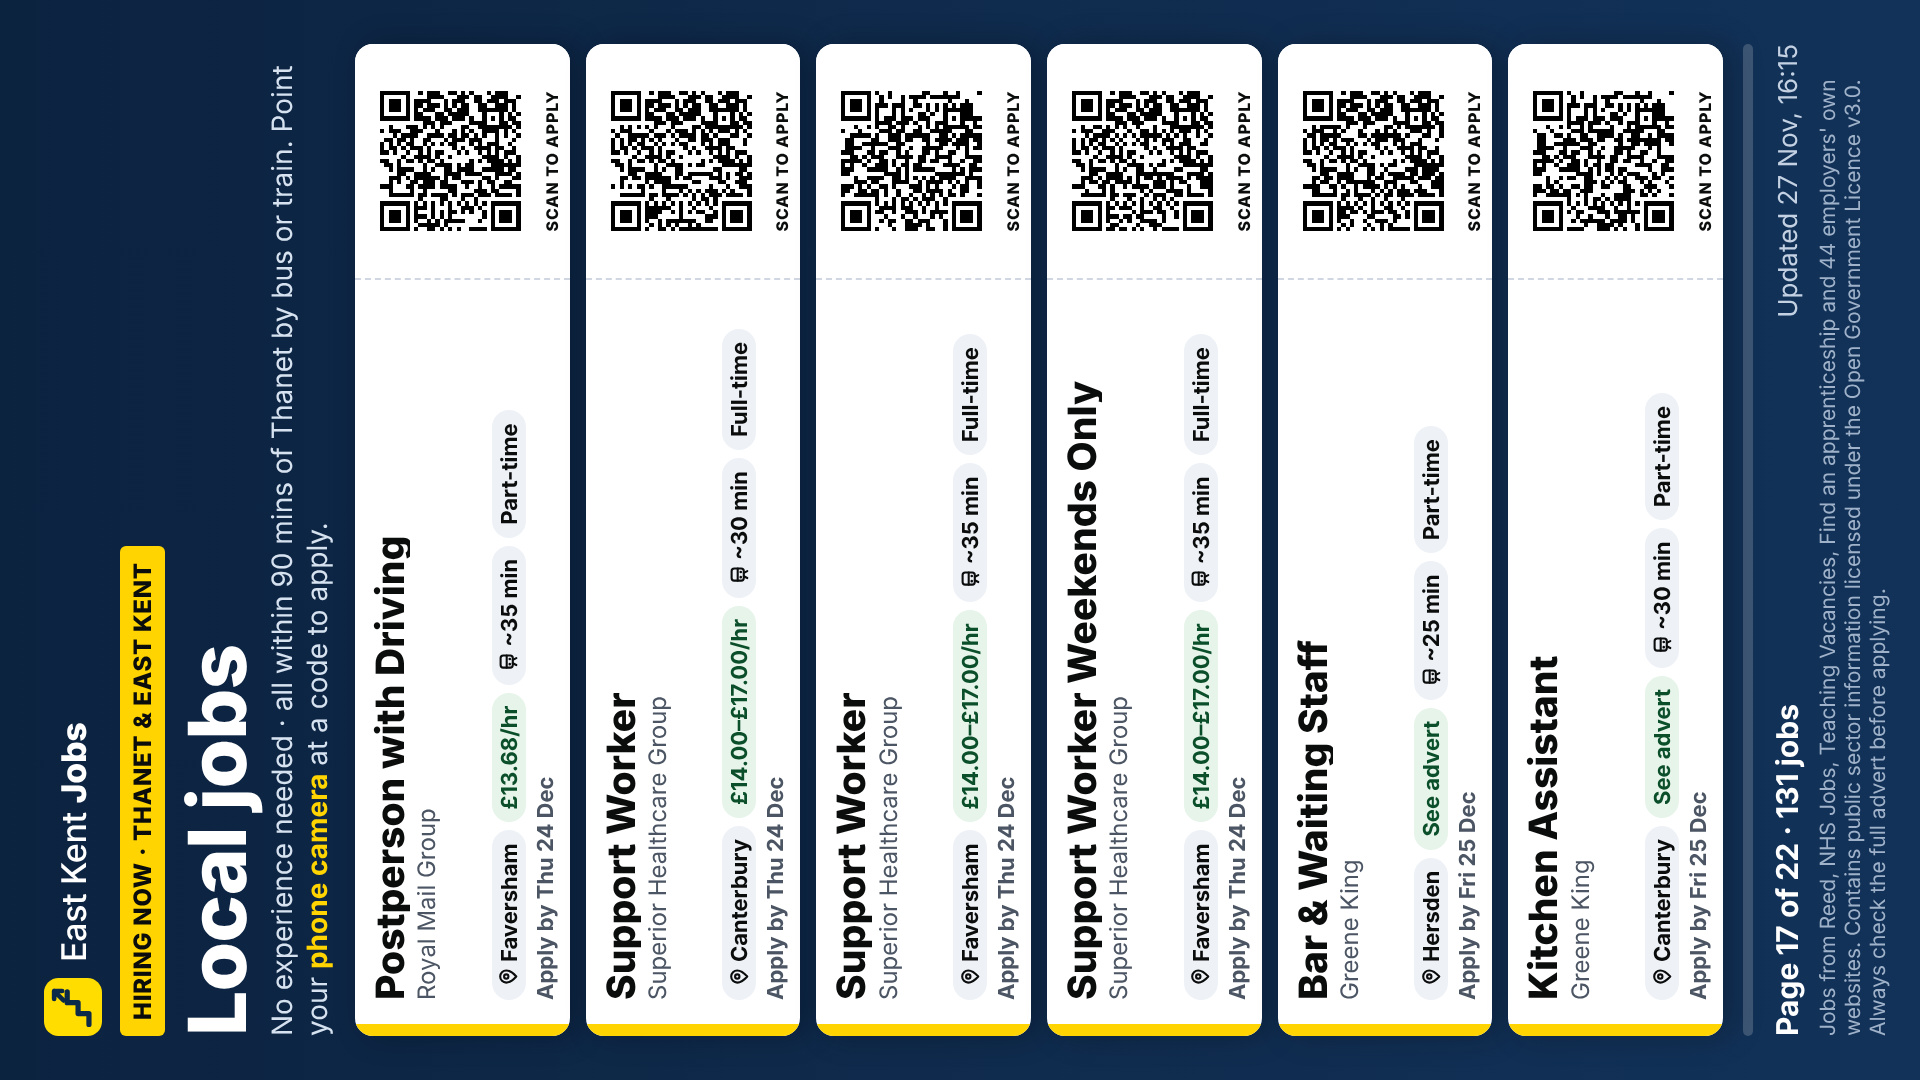 East Kent Jobs
HIRING NOW · THANET & EAST KENT
Local jobs
No experience needed · all within 90 mins of Thanet by bus or train. Point
your phone camera at a code to apply.
Postperson with Driving
Royal Mail Group
Faversham £13.68/hr ~35 min Part-time
Apply by Thu 24 Dec
SCAN TO APPLY
Support Worker
Superior Healthcare Group
Canterbury £14.00–£17.00/hr ~30 min Full-time
Apply by Thu 24 Dec
SCAN TO APPLY
Support Worker
Superior Healthcare Group
Faversham £14.00–£17.00/hr ~35 min Full-time
Apply by Thu 24 Dec
SCAN TO APPLY
Support Worker Weekends Only
Superior Healthcare Group
Faversham £14.00–£17.00/hr ~35 min Full-time
Apply by Thu 24 Dec
SCAN TO APPLY
Bar & Waiting Staff
Greene King
Hersden See advert ~25 min Part-time
Apply by Fri 25 Dec
SCAN TO APPLY
Kitchen Assistant
Greene King
Canterbury See advert ~30 min Part-time
Apply by Fri 25 Dec
SCAN TO APPLY
Page 17 of 22 · 131 jobs
Updated 27 Nov, 16:15
Jobs from Reed, NHS Jobs, Teaching Vacancies, Find an apprenticeship and 44 employers' own
websites. Contains public sector information licensed under the Open Government Licence v3.0.
Always check the full advert before applying.